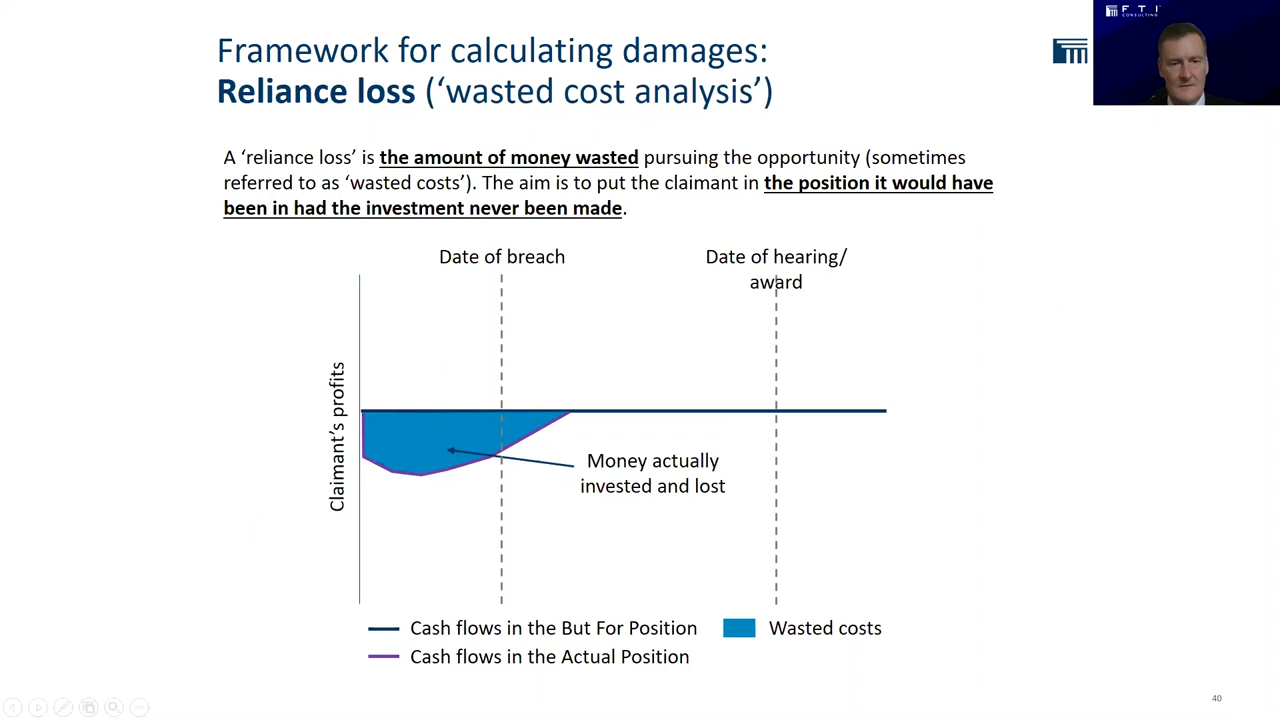 Framework for calculating damages:
Reliance loss (‘wasted cost analysis’)
F T I
CONSULTING
A ‘reliance loss’ is the amount of money wasted pursuing the opportunity (sometimes
referred to as ‘wasted costs’). The aim is to put the claimant in the position it would have
been in had the investment never been made.
Date of breach
Date of hearing/
award
Claimant’s profits
Money actually
invested and lost
Cash flows in the But For Position
Wasted costs
Cash flows in the Actual Position
40